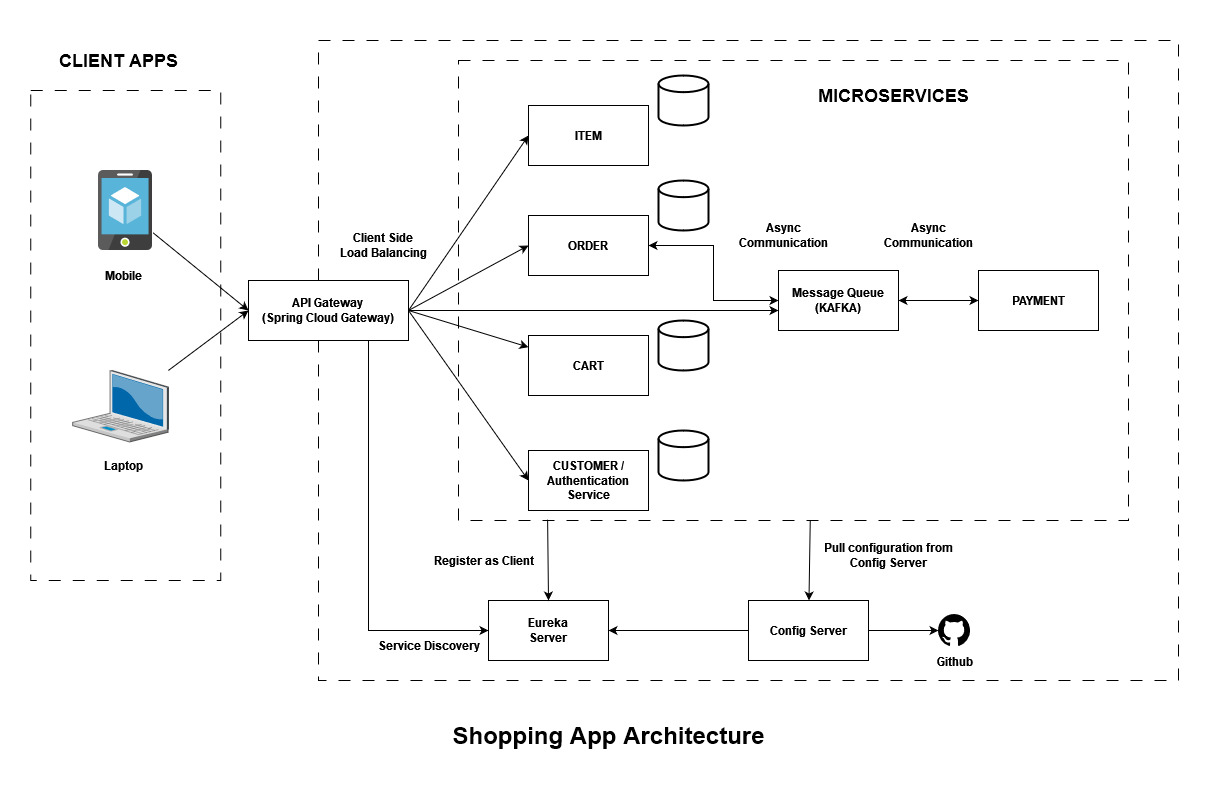 CLIENT APPS
Mobile
Laptop
API Gateway
(Spring Cloud Gateway)
Client Side
Load Balancing
MICROSERVICES
ITEM
ORDER
CART
CUSTOMER /
Authentication
Service
Async
Communication
Message Queue
(KAFKA)
Async
Communication
PAYMENT
Register as Client
Pull configuration from
Config Server
Service Discovery
Eureka
Server
Config Server
Github
Shopping App Architecture